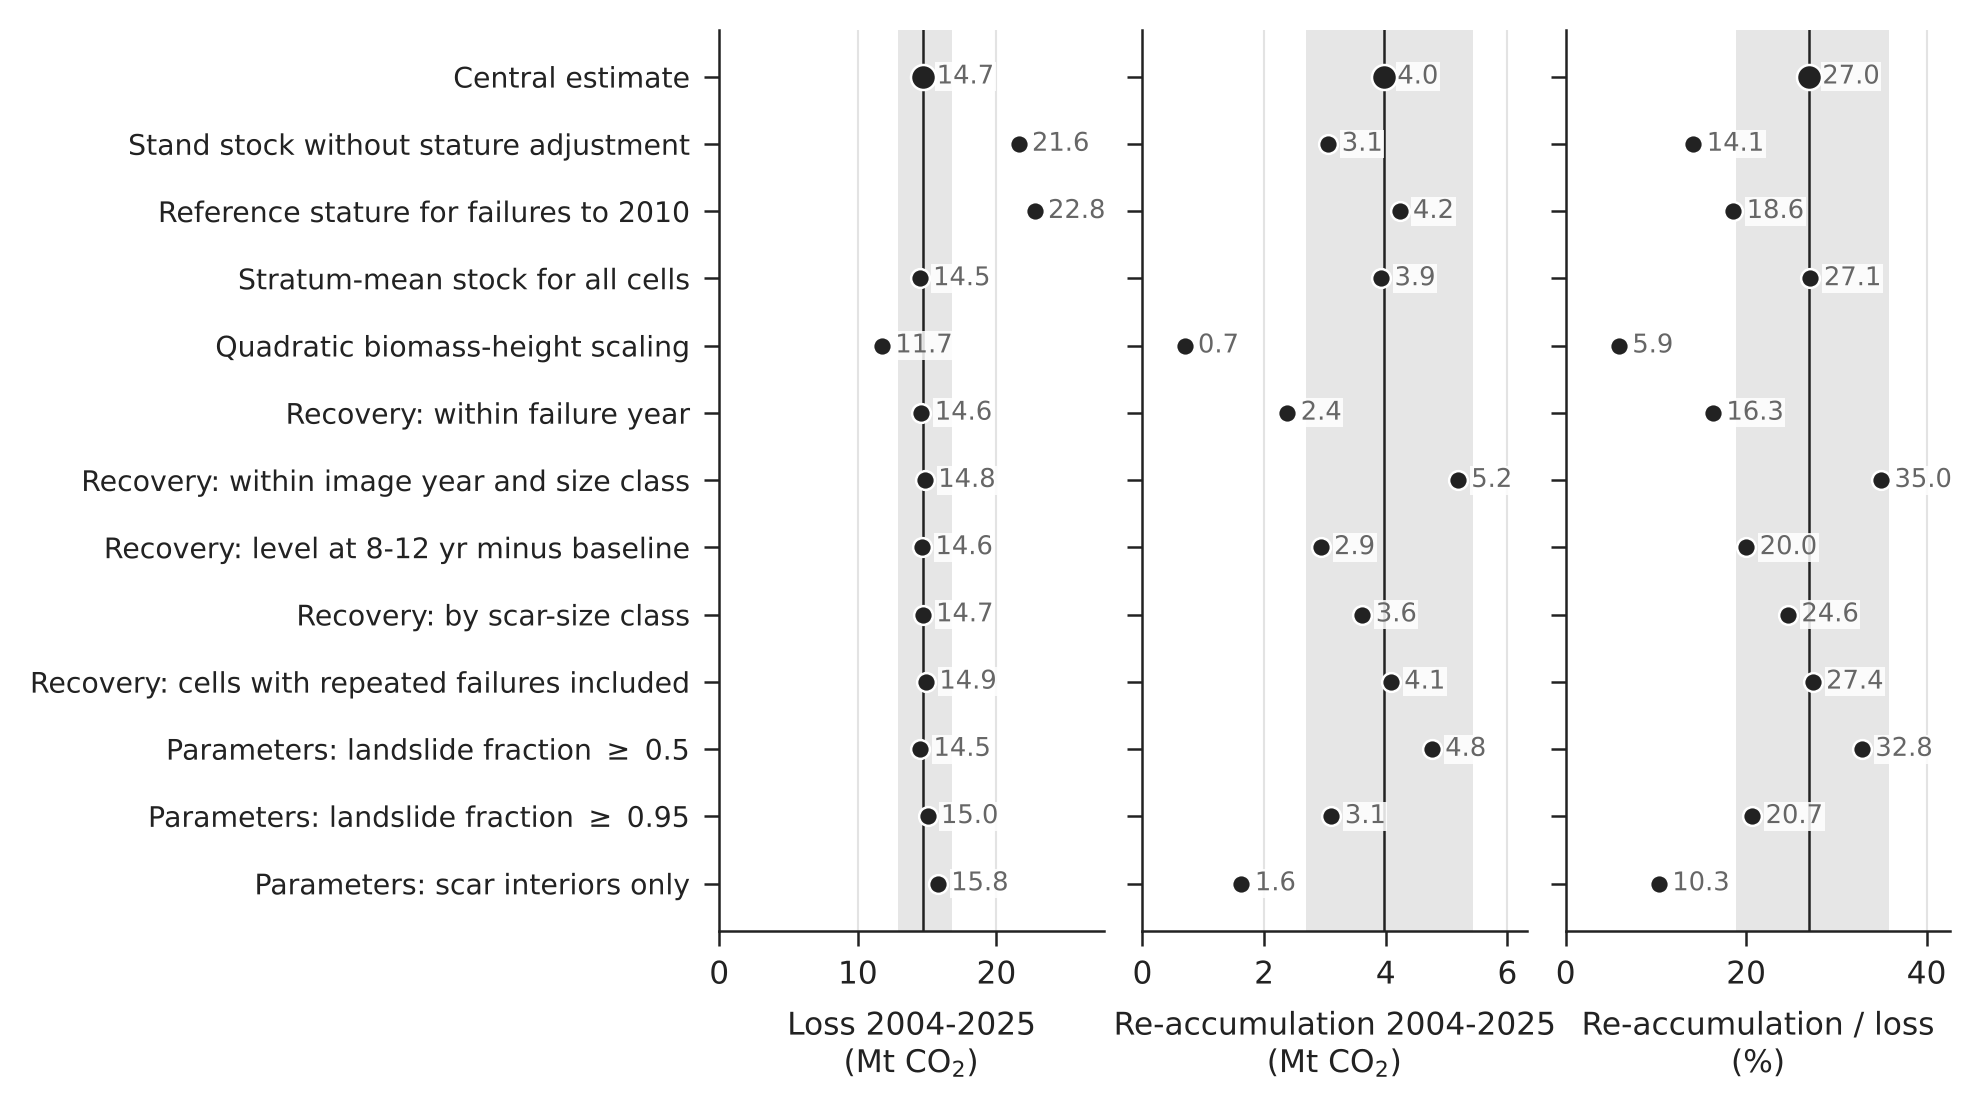 Central estimate 14.7 4.0 27.0
Stand stock without stature adjustment 21.6 3.1 14.1
Reference stature for failures to 2010 22.8 4.2 18.6
Stratum-mean stock for all cells 14.5 3.9 27.1
Quadratic biomass-height scaling 11.7 0.7 5.9
Recovery: within failure year 14.6 2.4 16.3
Recovery: within image year and size class 14.8 5.2 35.0
Recovery: level at 8-12 yr minus baseline 14.6 2.9 20.0
Recovery: by scar-size class 14.7 3.6 24.6
Recovery: cells with repeated failures included 14.9 4.1 27.4
Parameters: landslide fraction ≥ 0.5 14.5 4.8 32.8
Parameters: landslide fraction ≥ 0.95 15.0 3.1 20.7
Parameters: scar interiors only 15.8 1.6 10.3
0 10 20 0 2 4 6 0 20 40
Loss 2004-2025 Re-accumulation 2004-2025 Re-accumulation / loss
(Mt CO₂) (Mt CO₂) (%)